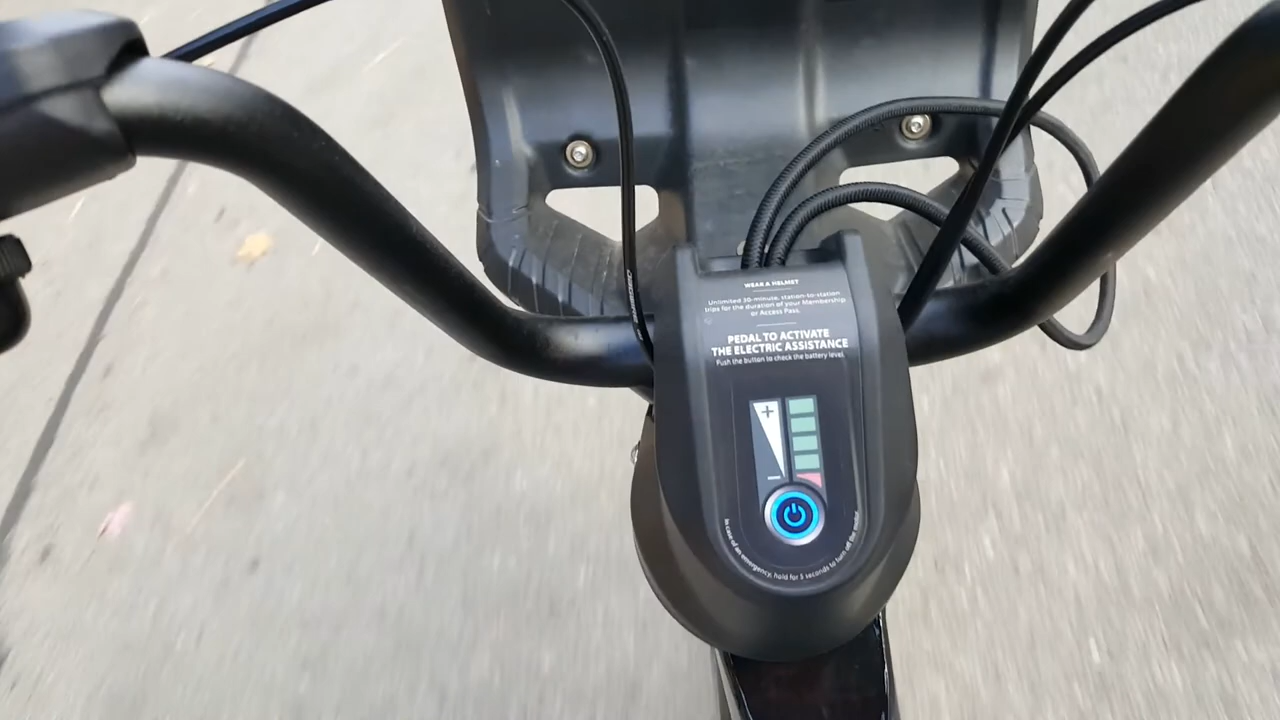 WEAR A HELMET
Unlimited 30-minute, station-to-station
trips for the duration of your Membership
or Access Pass.
PEDAL TO ACTIVATE
THE ELECTRIC ASSISTANCE
Push the button to check the battery level.
+
-
In case of an emergency, hold for 5 seconds to turn off the motor